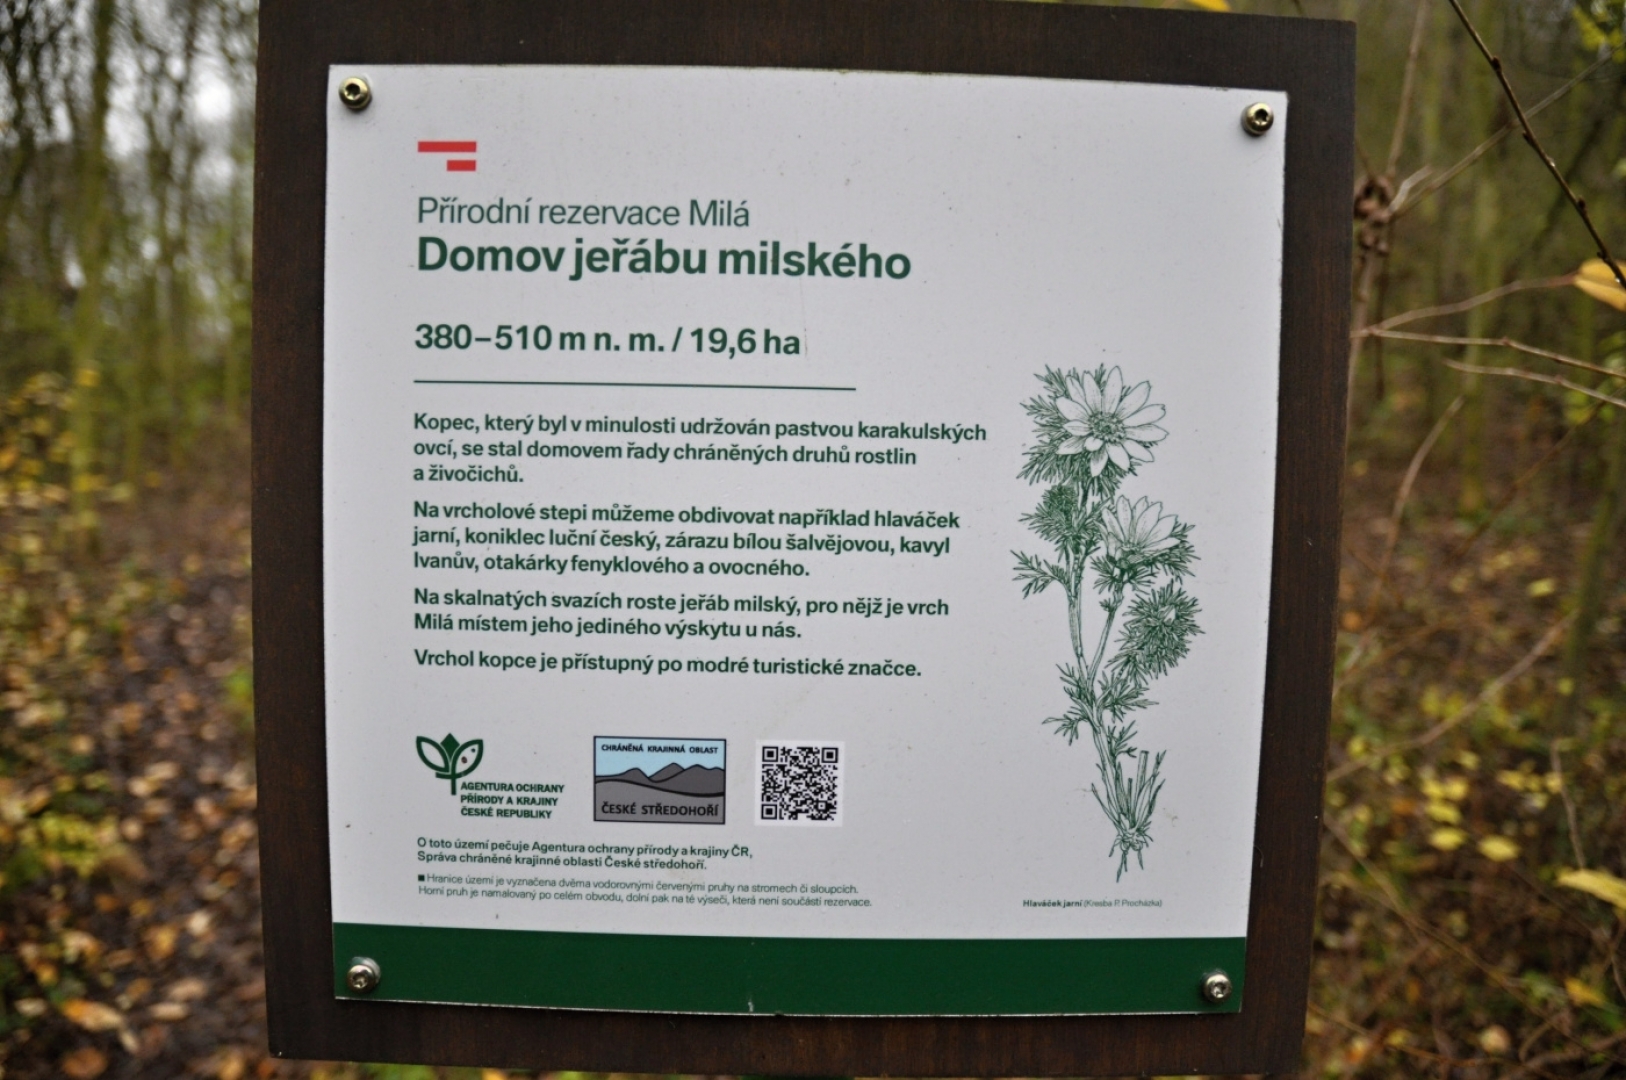 Přírodní rezervace Milá
Domov jeřábu milského
380–510 m n. m. / 19,6 ha
Kopec, který byl v minulosti udržován pastvou karakulských
ovcí, se stal domovem řady chráněných druhů rostlin
a živočichů.
Na vrcholové stepi můžeme obdivovat například hlaváček
jarní, koniklec luční český, zárazu bílou šalvějovou, kavyl
Ivanův, otakárky fenyklového a ovocného.
Na skalnatých svazích roste jeřáb milský, pro nějž je vrch
Milá místem jeho jediného výskytu u nás.
Vrchol kopce je přístupný po modré turistické značce.
AGENTURA OCHRANY
PŘÍRODY A KRAJINY
ČESKÉ REPUBLIKY
CHRÁNĚNÁ KRAJINNÁ OBLAST
ČESKÉ STŘEDOHOŘÍ
O toto území pečuje Agentura ochrany přírody a krajiny ČR,
Správa chráněné krajinné oblasti České středohoří.
■ Hranice území je vyznačena dvěma vodorovnými červenými pruhy na stromech či sloupcích.
Horní pruh je namalovaný po celém obvodu, dolní pak na té výseči, která není součástí rezervace.
Hlaváček jarní (Kresba P. Procházka)